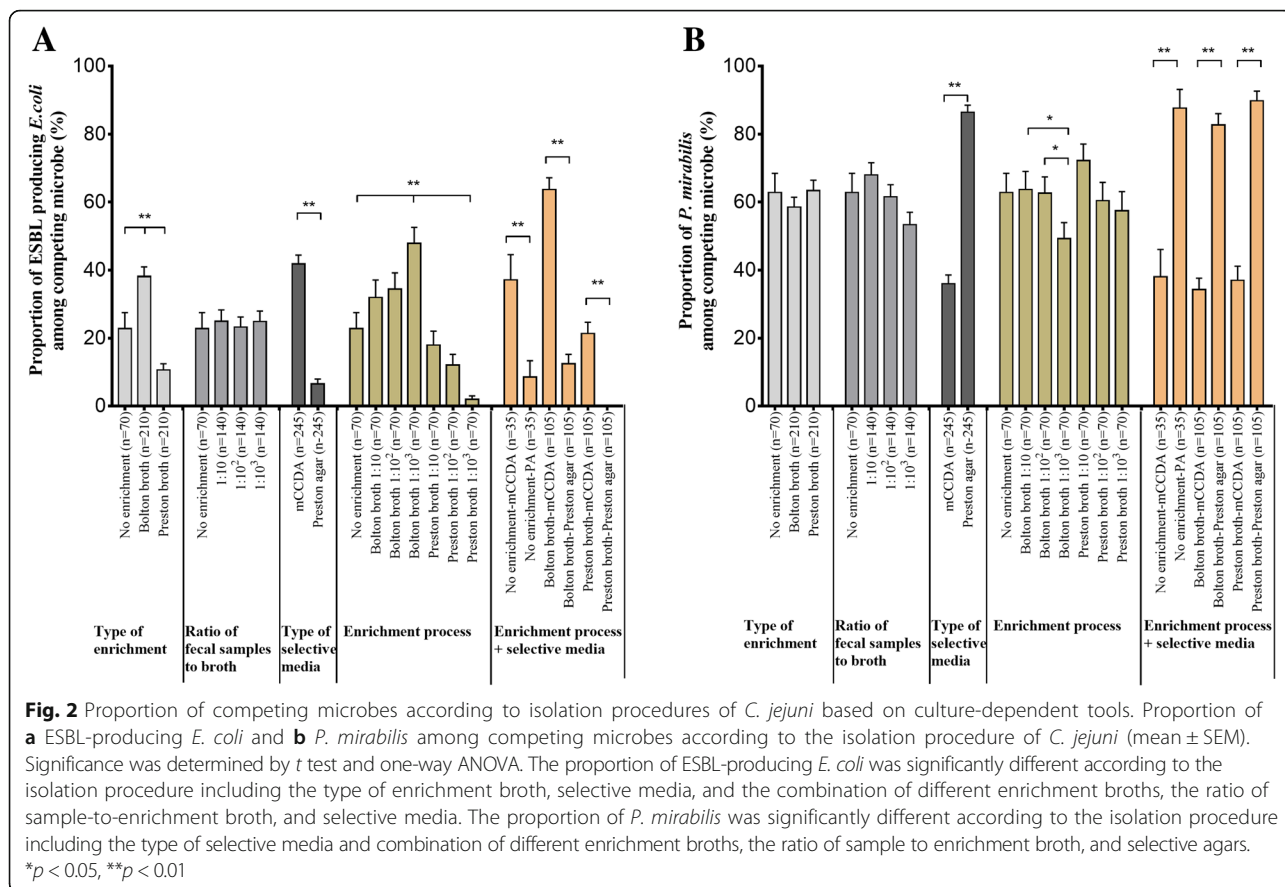 A
Proportion of ESBL producing E.coli
among competing microbe (%)
100
80
60
40
20
0
**
**
**
**
**
**
No enrichment (n=70)
Bolton broth (n=210)
Preston broth (n=210)
No enrichment (n=70)
1:10 (n=140)
1:10² (n=140)
1:10³ (n=140)
mCCDA (n=245)
Preston agar (n-245)
No enrichment (n=70)
Bolton broth 1:10 (n=70)
Bolton broth 1:10² (n=70)
Bolton broth 1:10³ (n=70)
Preston broth 1:10 (n=70)
Preston broth 1:10² (n=70)
Preston broth 1:10³ (n=70)
No enrichment-mCCDA (n=35)
No enrichment-PA (n=35)
Bolton broth-mCCDA (n=105)
Bolton broth-Preston agar (n=105)
Preston broth-mCCDA (n=105)
Preston broth-Preston agar (n=105)
Type of
enrichment
Ratio of
fecal samples
to broth
Type of
selective
media
Enrichment process
Enrichment process
+ selective media
B
Proportion of P. mirabilis
among competing microbe (%)
100
80
60
40
20
0
**
*
*
**
**
**
No enrichment (n=70)
Bolton broth (n=210)
Preston broth (n=210)
No enrichment (n=70)
1:10 (n=140)
1:10² (n=140)
1:10³ (n=140)
mCCDA (n=245)
Preston agar (n-245)
No enrichment (n=70)
Bolton broth 1:10 (n=70)
Bolton broth 1:10² (n=70)
Bolton broth 1:10³ (n=70)
Preston broth 1:10 (n=70)
Preston broth 1:10² (n=70)
Preston broth 1:10³ (n=70)
No enrichment-mCCDA (n=35)
No enrichment-PA (n=35)
Bolton broth-mCCDA (n=105)
Bolton broth-Preston agar (n=105)
Preston broth-mCCDA (n=105)
Preston broth-Preston agar (n=105)
Type of
enrichment
Ratio of
fecal samples
to broth
Type of
selective
media
Enrichment process
Enrichment process
+ selective media
Fig. 2 Proportion of competing microbes according to isolation procedures of C. jejuni based on culture-dependent tools. Proportion of
a ESBL-producing E. coli and b P. mirabilis among competing microbes according to the isolation procedure of C. jejuni (mean ± SEM).
Significance was determined by t test and one-way ANOVA. The proportion of ESBL-producing E. coli was significantly different according to the
isolation procedure including the type of enrichment broth, selective media, and the combination of different enrichment broths, the ratio of
sample-to-enrichment broth, and selective media. The proportion of P. mirabilis was significantly different according to the isolation procedure
including the type of selective media and combination of different enrichment broths, the ratio of sample to enrichment broth, and selective agars.
*p < 0.05, **p < 0.01